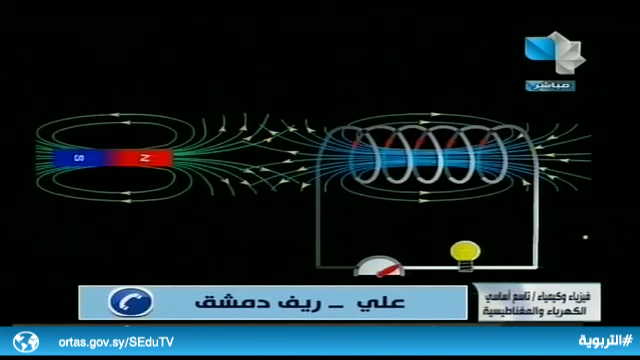 مباشر
S N
علي _ ريف دمشق
فيزياء وكيمياء / تاسع أساسي
الكهرباء والمغناطيسية
ortas.gov.sy/SEduTV
#التربوية